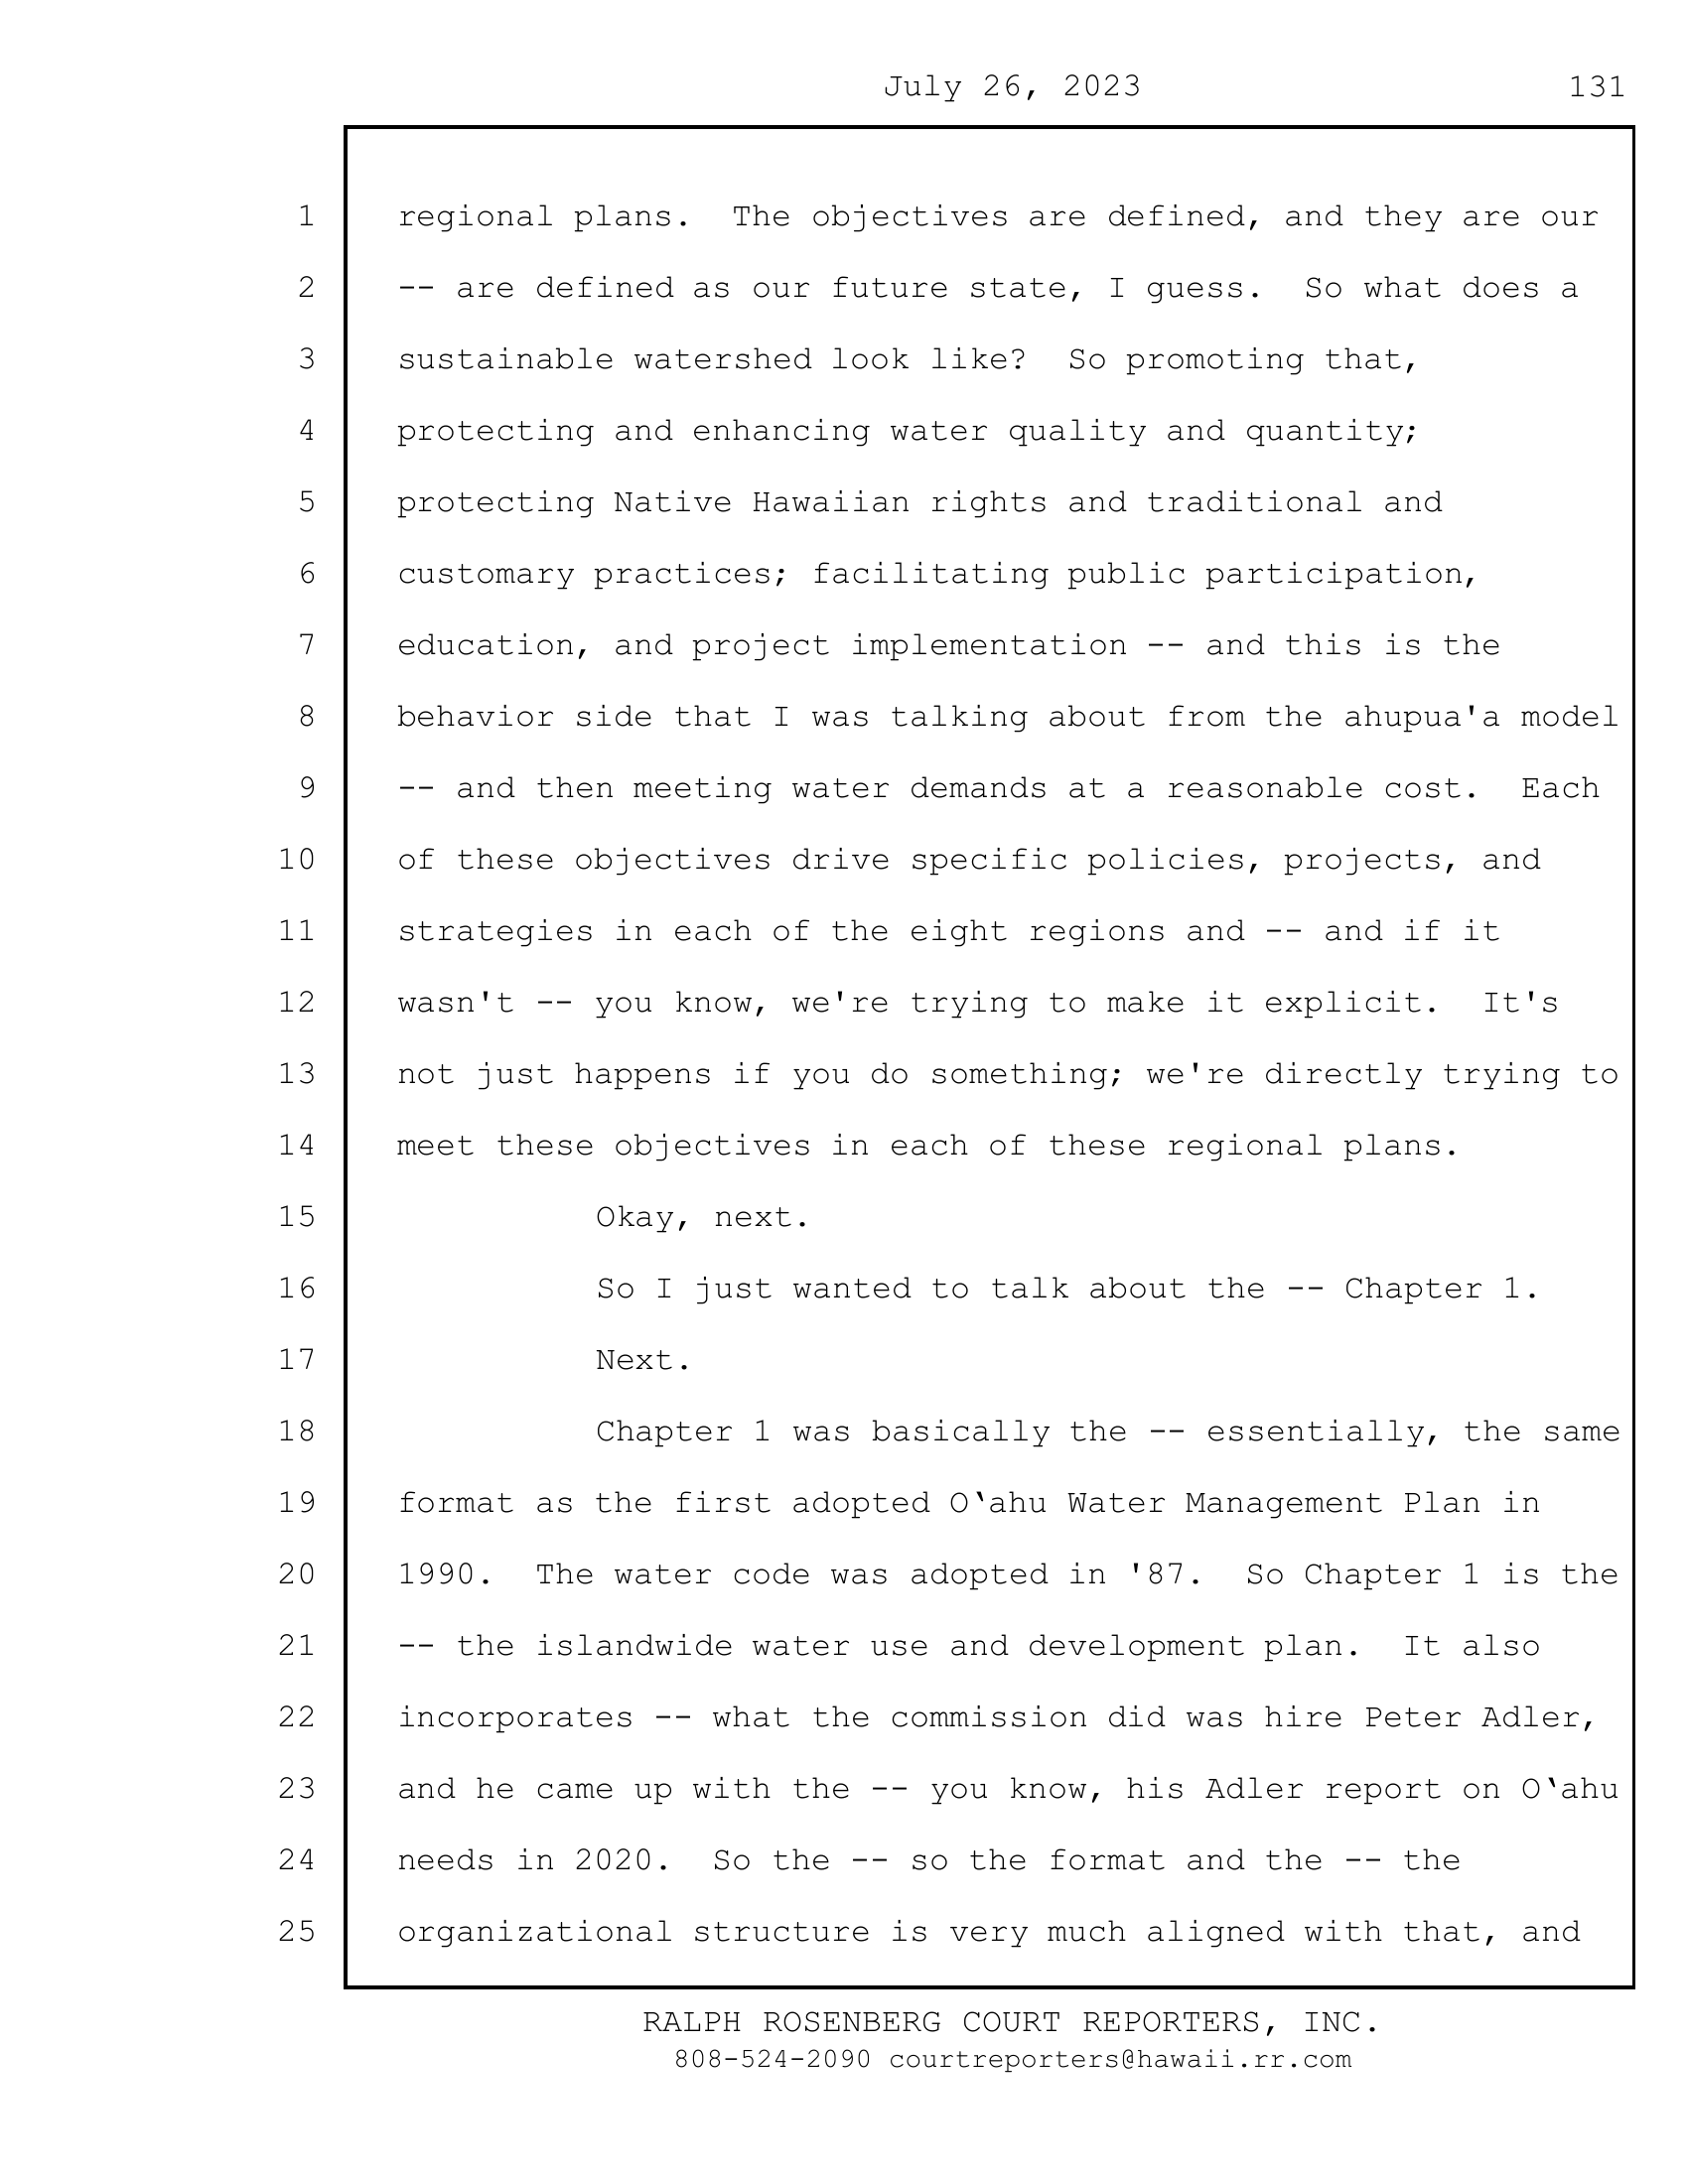 July 26, 2023 131
1 regional plans.  The objectives are defined, and they are our
2 -- are defined as our future state, I guess.  So what does a
3 sustainable watershed look like?  So promoting that,
4 protecting and enhancing water quality and quantity;
5 protecting Native Hawaiian rights and traditional and
6 customary practices; facilitating public participation,
7 education, and project implementation -- and this is the
8 behavior side that I was talking about from the ahupua'a model
9 -- and then meeting water demands at a reasonable cost.  Each
10 of these objectives drive specific policies, projects, and
11 strategies in each of the eight regions and -- and if it
12 wasn't -- you know, we're trying to make it explicit.  It's
13 not just happens if you do something; we're directly trying to
14 meet these objectives in each of these regional plans.
15 Okay, next.
16 So I just wanted to talk about the -- Chapter 1.
17 Next.
18 Chapter 1 was basically the -- essentially, the same
19 format as the first adopted O‘ahu Water Management Plan in
20 1990.  The water code was adopted in '87.  So Chapter 1 is the
21 -- the islandwide water use and development plan.  It also
22 incorporates -- what the commission did was hire Peter Adler,
23 and he came up with the -- you know, his Adler report on O‘ahu
24 needs in 2020.  So the -- so the format and the -- the
25 organizational structure is very much aligned with that, and
RALPH ROSENBERG COURT REPORTERS, INC.
808-524-2090 courtreporters@hawaii.rr.com